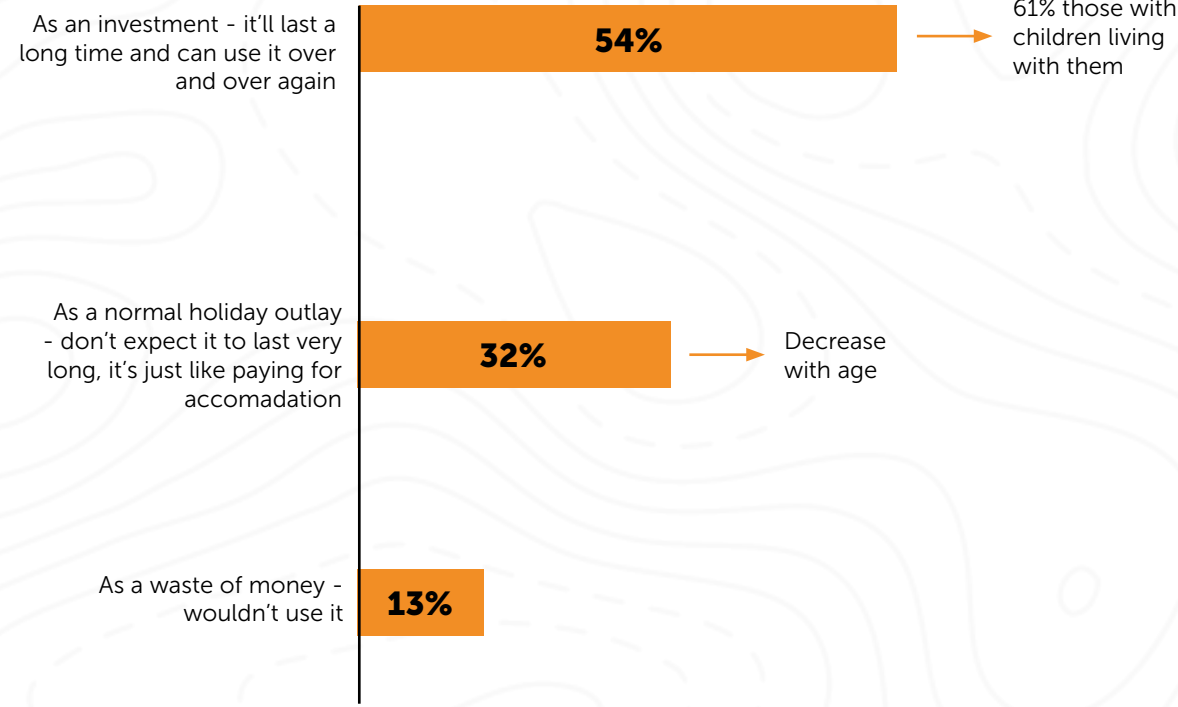 As an investment - it'll last a
long time and can use it over
and over again
54%
61% those with
children living
with them
As a normal holiday outlay
- don't expect it to last very
long, it's just like paying for
accomadation
32%
Decrease
with age
As a waste of money -
wouldn't use it
13%